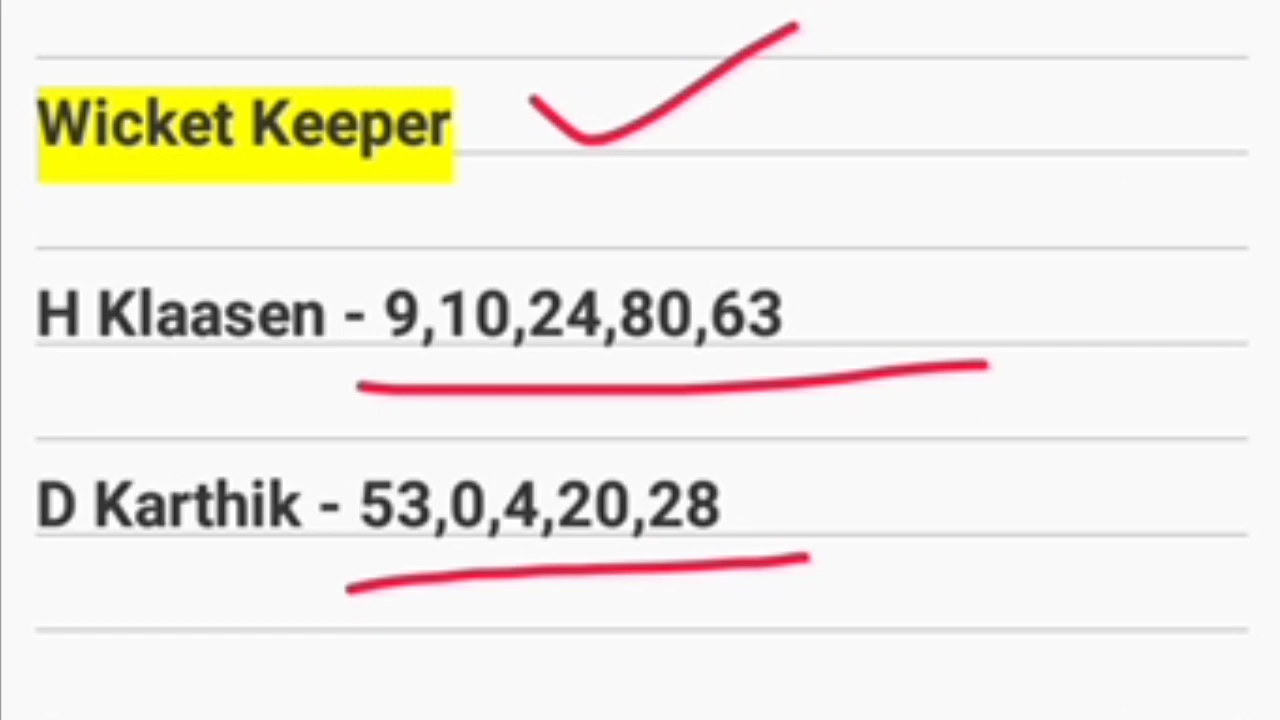 Wicket Keeper
H Klaasen - 9,10,24,80,63
D Karthik - 53,0,4,20,28